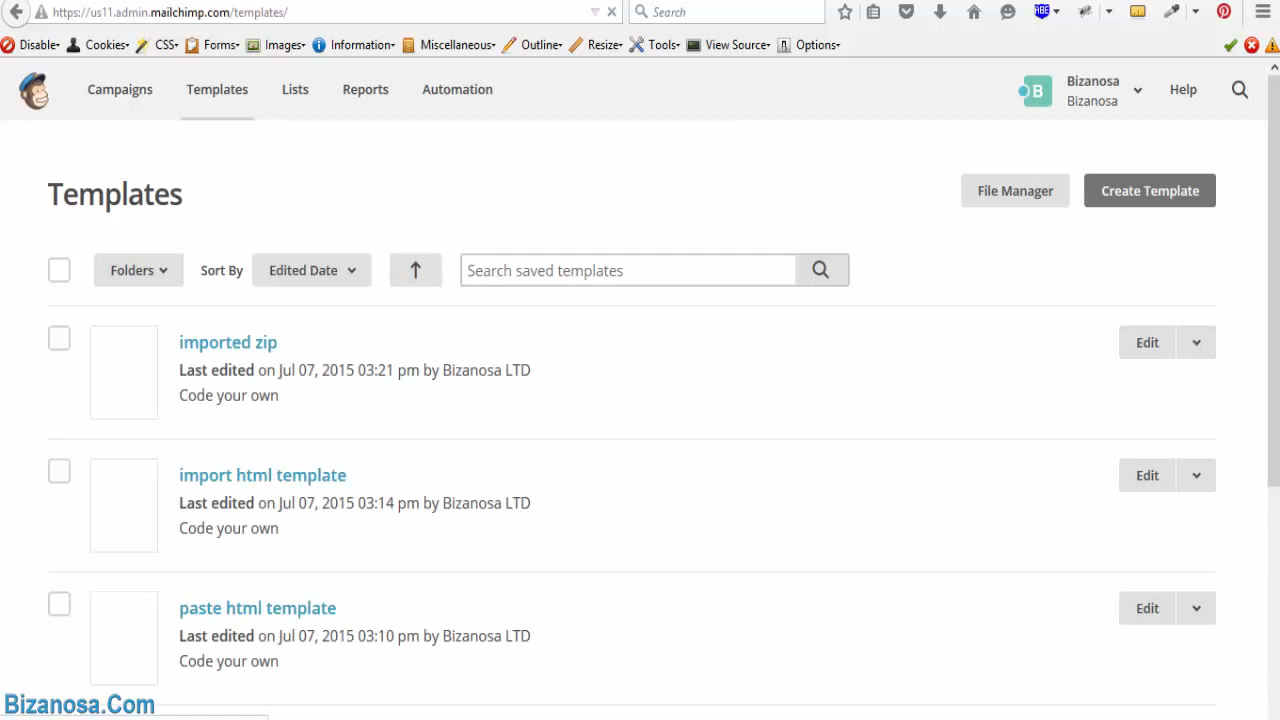 https://us11.admin.mailchimp.com/templates/
Search
ABE
Disable Cookies CSS Forms Images Information Miscellaneous Outline Resize Tools View Source Options
Campaigns Templates Lists Reports Automation
B Bizanosa Help
Bizanosa
Templates
File Manager Create Template
Folders Sort By Edited Date Search saved templates
imported zip
Last edited on Jul 07, 2015 03:21 pm by Bizanosa LTD
Code your own
Edit
import html template
Last edited on Jul 07, 2015 03:14 pm by Bizanosa LTD
Code your own
Edit
paste html template
Last edited on Jul 07, 2015 03:10 pm by Bizanosa LTD
Code your own
Edit
Bizanosa.Com